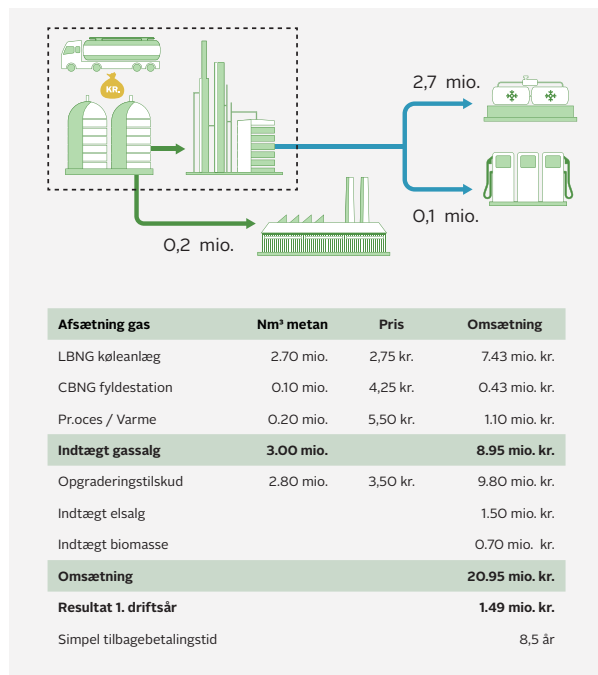 KR.
2,7 mio.
0,1 mio.
0,2 mio.
Afsætning gas Nm³ metan Pris Omsætning
LBNG køleanlæg 2.70 mio. 2,75 kr. 7.43 mio. kr.
CBNG fyldestation 0.10 mio. 4,25 kr. 0.43 mio. kr.
Pr.oces / Varme 0.20 mio. 5,50 kr. 1.10 mio. kr.
Indtægt gassalg 3.00 mio. 8.95 mio. kr.
Opgraderingstilskud 2.80 mio. 3,50 kr. 9.80 mio. kr.
Indtægt elsalg 1.50 mio. kr.
Indtægt biomasse 0.70 mio. kr.
Omsætning 20.95 mio. kr.
Resultat 1. driftsår 1.49 mio. kr.
Simpel tilbagebetalingstid 8,5 år